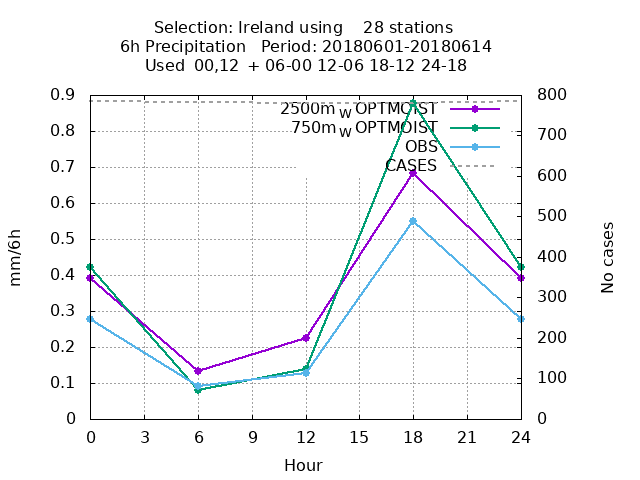 Selection: Ireland using 28 stations
6h Precipitation Period: 20180601-20180614
Used 00,12 + 06-00 12-06 18-12 24-18
0.9
0.8
0.7
0.6
0.5
0.4
0.3
0.2
0.1
0
mm/6h
2500m W OPTMOIST
750m W OPTMOIST
OBS
CASES
800
700
600
500
400
300
200
100
0
No cases
0 3 6 9 12 15 18 21 24
Hour